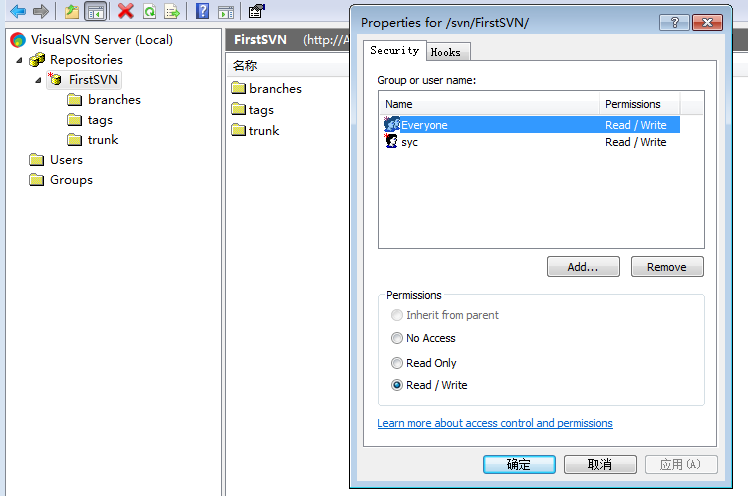 VisualSVN Server (Local)
Repositories
FirstSVN
branches
tags
trunk
Users
Groups
FirstSVN (http://A
名称
branches
tags
trunk
Properties for /svn/FirstSVN/
Security Hooks
Group or user name:
Name Permissions
Everyone Read / Write
syc Read / Write
Add... Remove
Permissions
Inherit from parent
No Access
Read Only
Read / Write
Learn more about access control and permissions
确定 取消 应用(A)